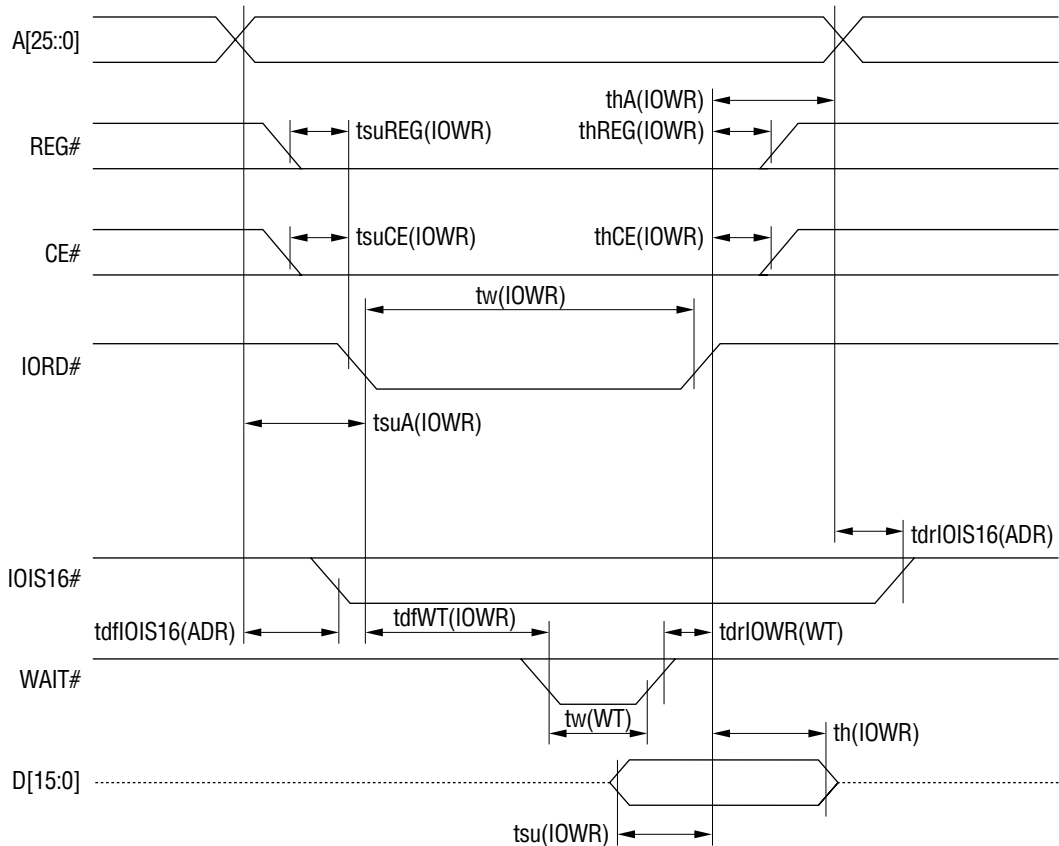 A[25::0]
thA(IOWR)
REG#
tsuREG(IOWR)
thREG(IOWR)
CE#
tsuCE(IOWR)
thCE(IOWR)
tw(IOWR)
IORD#
tsuA(IOWR)
tdrIOIS16(ADR)
IOIS16#
tdfIOIS16(ADR)
tdfWT(IOWR)
tdrIOWR(WT)
WAIT#
tw(WT)
th(IOWR)
D[15:0]
tsu(IOWR)